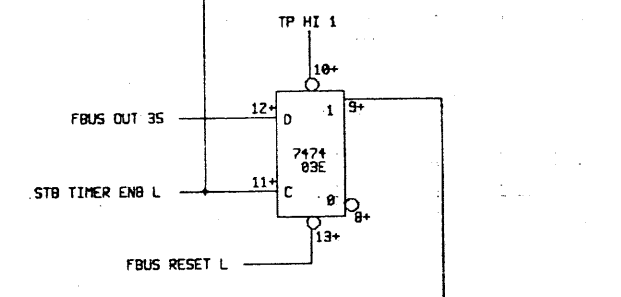 TP HI 1
10+
12+
1
9+
FBUS OUT 35
D
7474
03E
11+
STB TIMER ENB L
C
0
8+
13+
FBUS RESET L